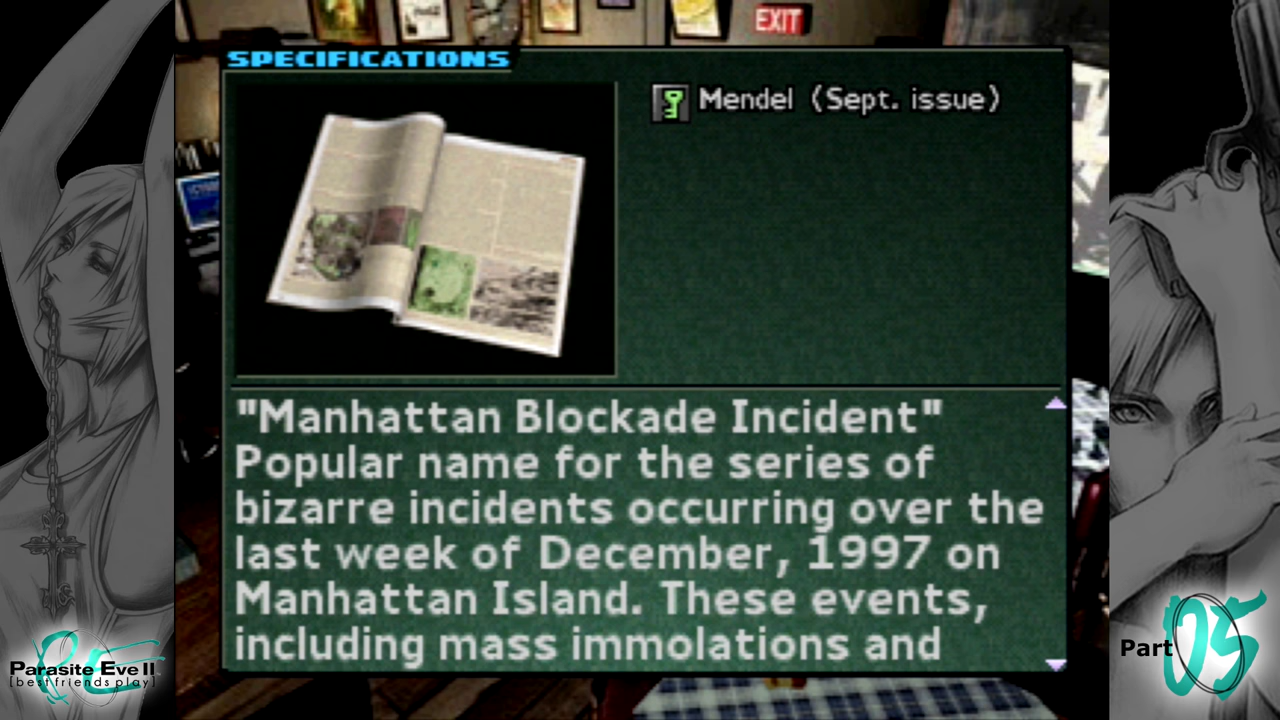 EXIT
SPECIFICATIONS
Mendel (Sept. issue)
"Manhattan Blockade Incident"
Popular name for the series of
bizarre incidents occurring over the
last week of December, 1997 on
Manhattan Island. These events,
including mass immolations and
PE
Parasite Eve II
[best friends play]
Part 05